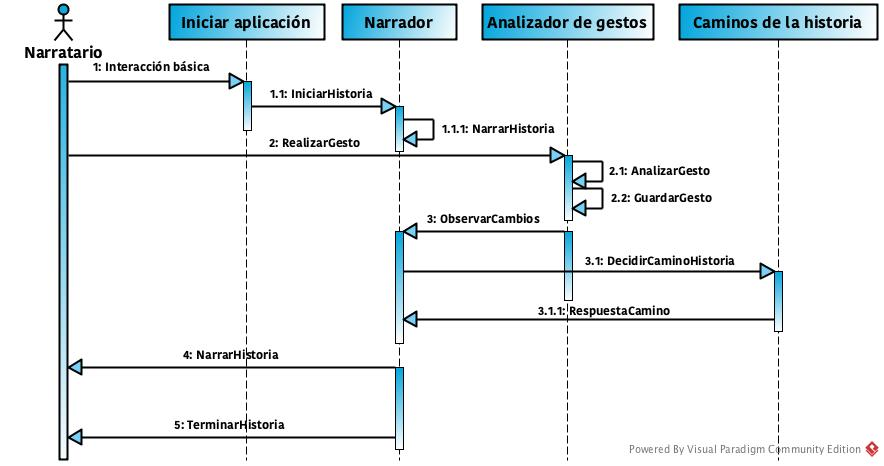 Iniciar aplicación
Narrador
Analizador de gestos
Caminos de la historia
Narratario
1: Interacción básica
1.1: IniciarHistoria
1.1.1: NarrarHistoria
2: RealizarGesto
2.1: AnalizarGesto
2.2: GuardarGesto
3: ObservarCambios
3.1: DecidirCaminoHistoria
3.1.1: RespuestaCamino
4: NarrarHistoria
5: TerminarHistoria
Powered By Visual Paradigm Community Edition